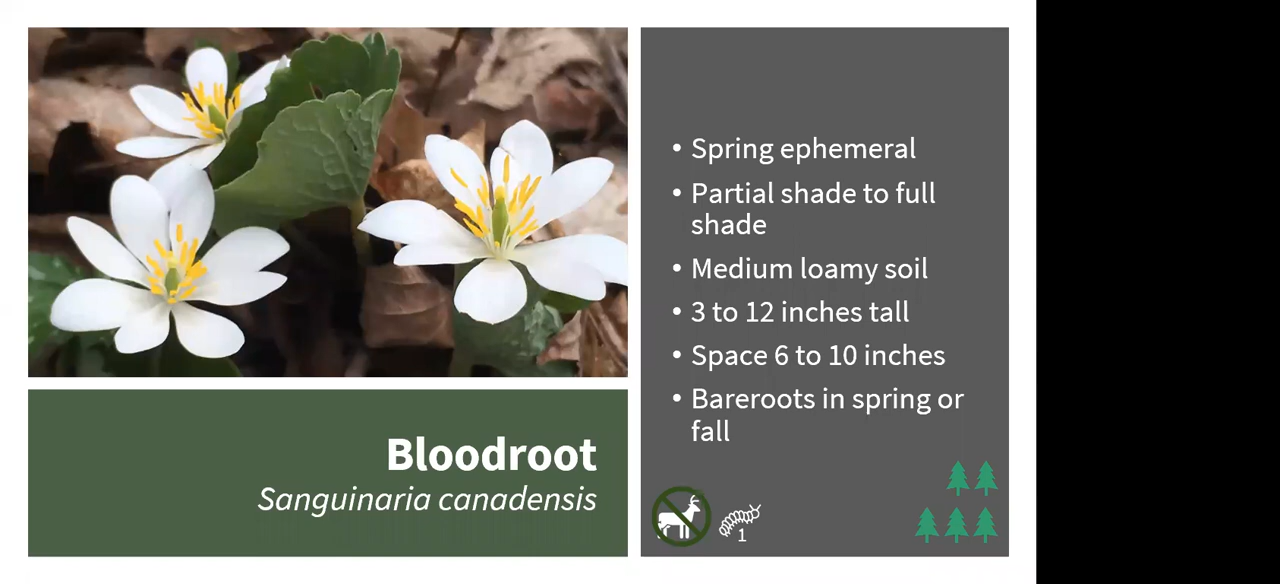 Bloodroot
Sanguinaria canadensis
• Spring ephemeral
• Partial shade to full
shade
• Medium loamy soil
• 3 to 12 inches tall
• Space 6 to 10 inches
• Bareroots in spring or
fall
1